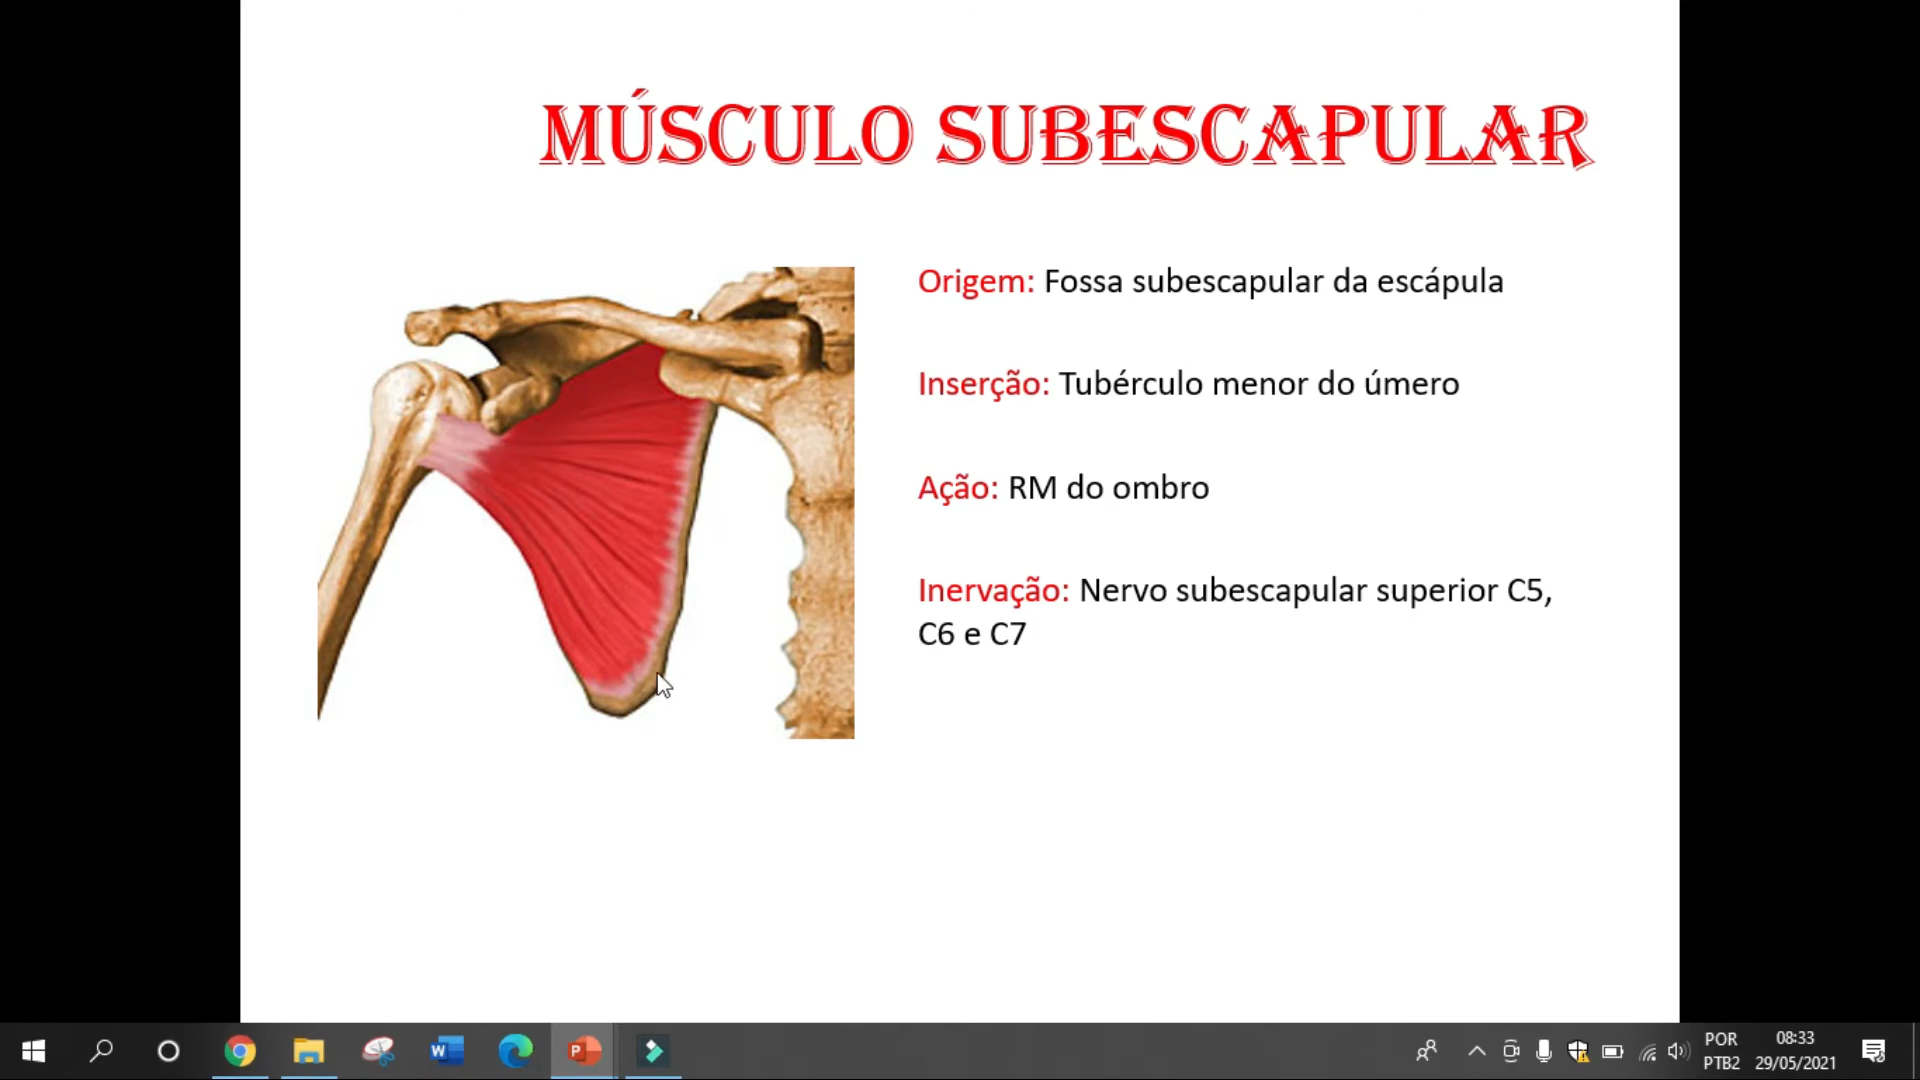 MÚSCULO SUBESCAPULAR
Origem: Fossa subescapular da escápula
Inserção: Tubérculo menor do úmero
Ação: RM do ombro
Inervação: Nervo subescapular superior C5,
C6 e C7
POR
PTB2
08:33
29/05/2021